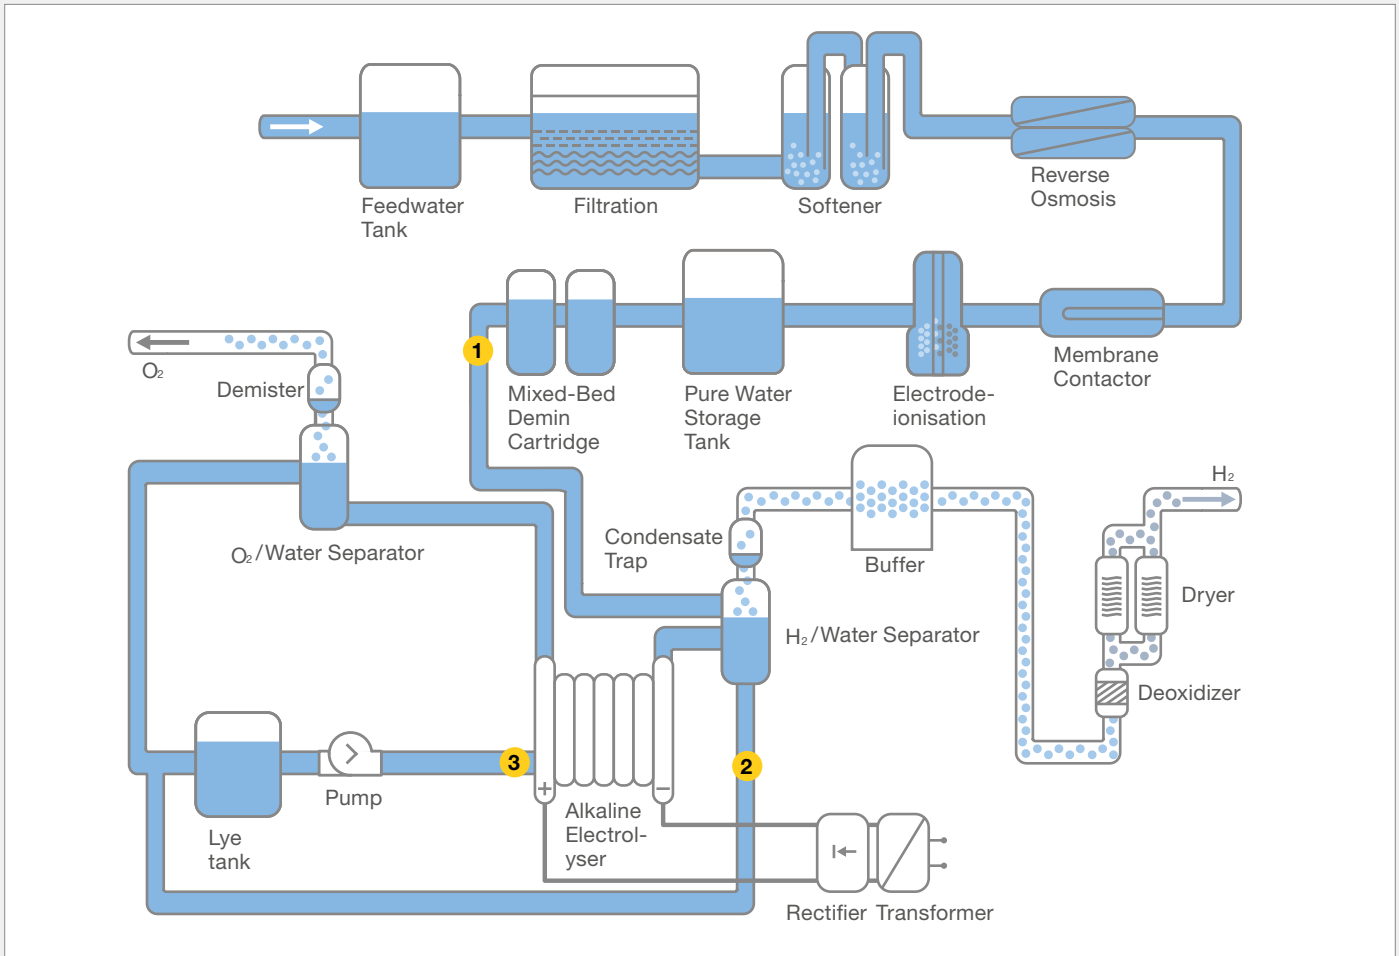 Feedwater
Tank
Filtration
Softener
Reverse
Osmosis
Membrane
Contactor
Electrode-
ionisation
Pure Water
Storage
Tank
Mixed-Bed
Demin
Cartridge
1
O₂
Demister
O₂/Water Separator
Condensate
Trap
Buffer
H₂
Dryer
Deoxidizer
H₂/Water Separator
3
2
+
−
Pump
Lye
tank
Alkaline
Electrol-
yser
Rectifier
Transformer